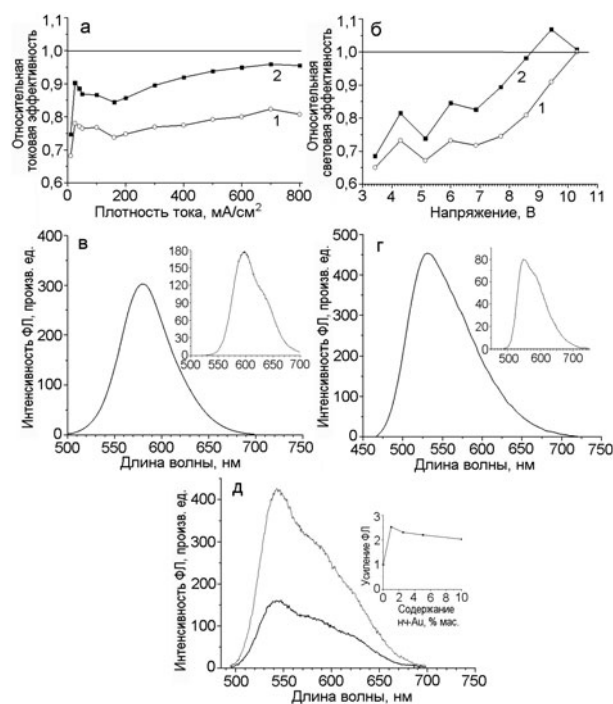 а
Относительная
токовая эффективность
1,1
1,0
0,9
0,8
0,7
0,6
2
1
0 100 200 300 400 500 600 700 800
Плотность тока, мА/см²
б
Относительная
световая эффективность
1,1
1,0
0,9
0,8
0,7
0,6
2
1
3 4 5 6 7 8 9 10 11
Напряжение, В
в
Интенсивность ФЛ, произв. ед.
400
300
200
100
0
500 550 600 650 700 750
Длина волны, нм
180
150
120
90
60
30
0
500 550 600 650 700
г
Интенсивность ФЛ, произв. ед.
500
400
300
200
100
0
450 500 550 600 650 700 750
Длина волны, нм
80
60
40
20
0
500 600 700
д
Интенсивность ФЛ, произв. ед.
400
300
200
100
0
500 550 600 650 700 750
Длина волны, нм
Усиление ФЛ
3
2
1
0
0 2 4 6 8 10
Содержание
нч-Au, % мас.